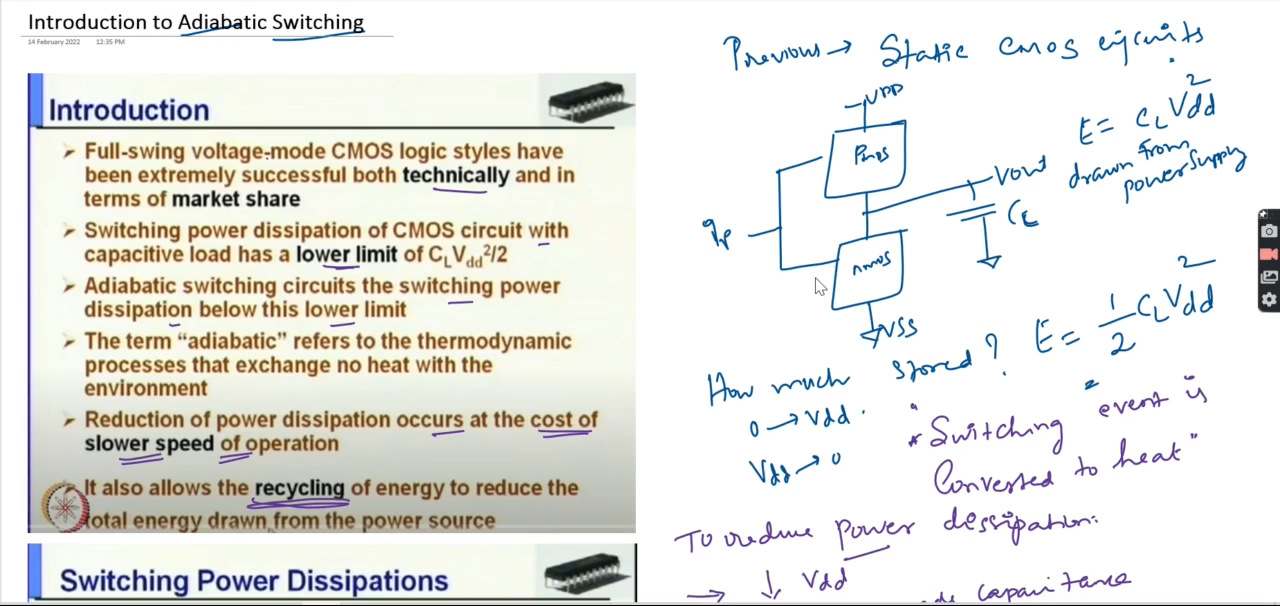 Introduction to Adiabatic Switching
14 February 2022 12:35 PM
Introduction
Full-swing voltage-mode CMOS logic styles have
been extremely successful both technically and in
terms of market share
Switching power dissipation of CMOS circuit with
capacitive load has a lower limit of CLVdd²/2
Adiabatic switching circuits the switching power
dissipation below this lower limit
The term “adiabatic” refers to the thermodynamic
processes that exchange no heat with the
environment
Reduction of power dissipation occurs at the cost of
slower speed of operation
It also allows the recycling of energy to reduce the
total energy drawn from the power source
Switching Power Dissipations
Previous → Static CMOS circuits
VDD
Pmos
Vout
CL
nmos
VSS
E = CLVdd²
drawn from
power supply
How much stored? E = 1/2 CLVdd²
0 → Vdd
Vdd → 0
"Switching event is
Converted to heat"
To reduce power dessipation:
→ ↓ Vdd
capacitance